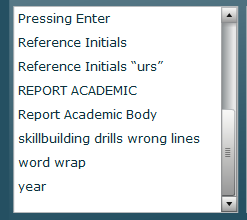 Pressing Enter
Reference Initials
Reference Initials “urs”
REPORT ACADEMIC
Report Academic Body
skillbuilding drills wrong lines
word wrap
year